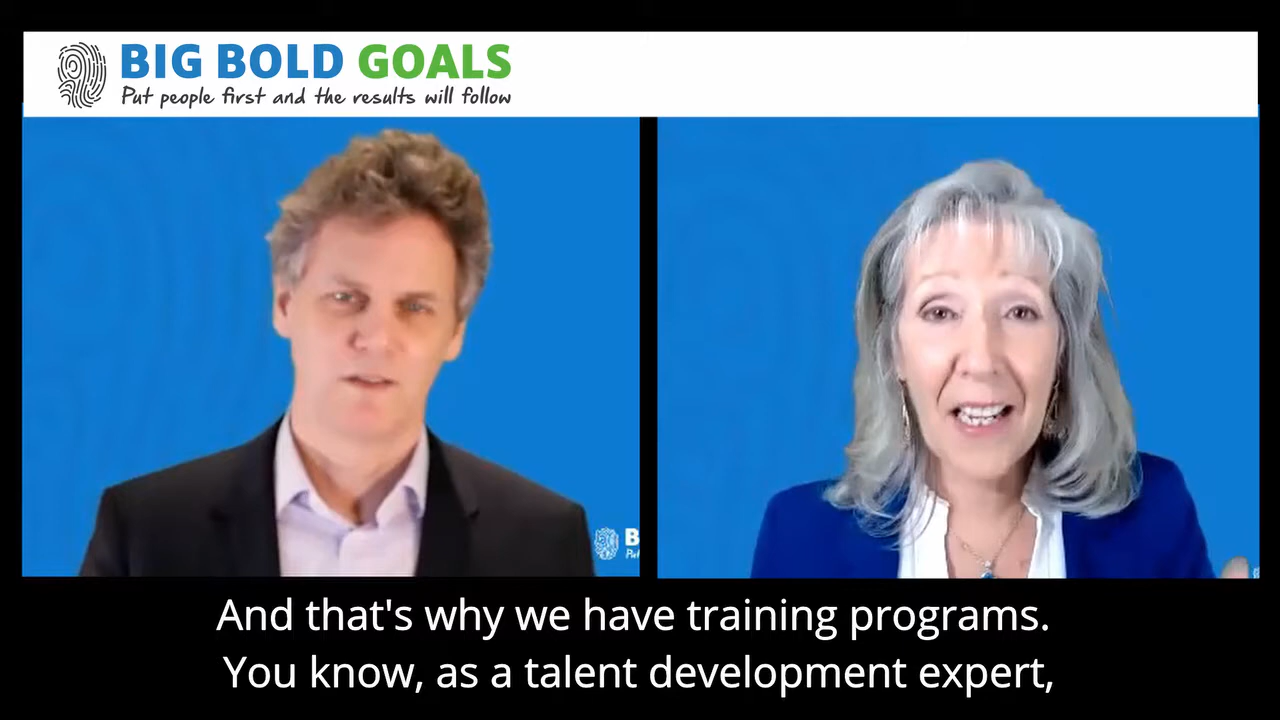 BIG BOLD GOALS
Put people first and the results will follow
B
Put
And that's why we have training programs.
You know, as a talent development expert,